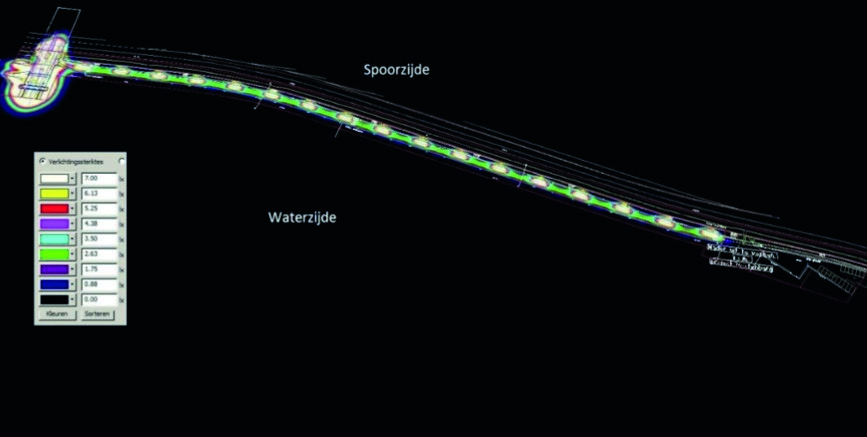 Spoorzijde
Waterzijde
Verlichtingssterktes
7.00 lx
6.13 lx
5.25 lx
4.38 lx
3.50 lx
2.63 lx
1.75 lx
0.88 lx
0.00 lx
Kleuren Sorteren